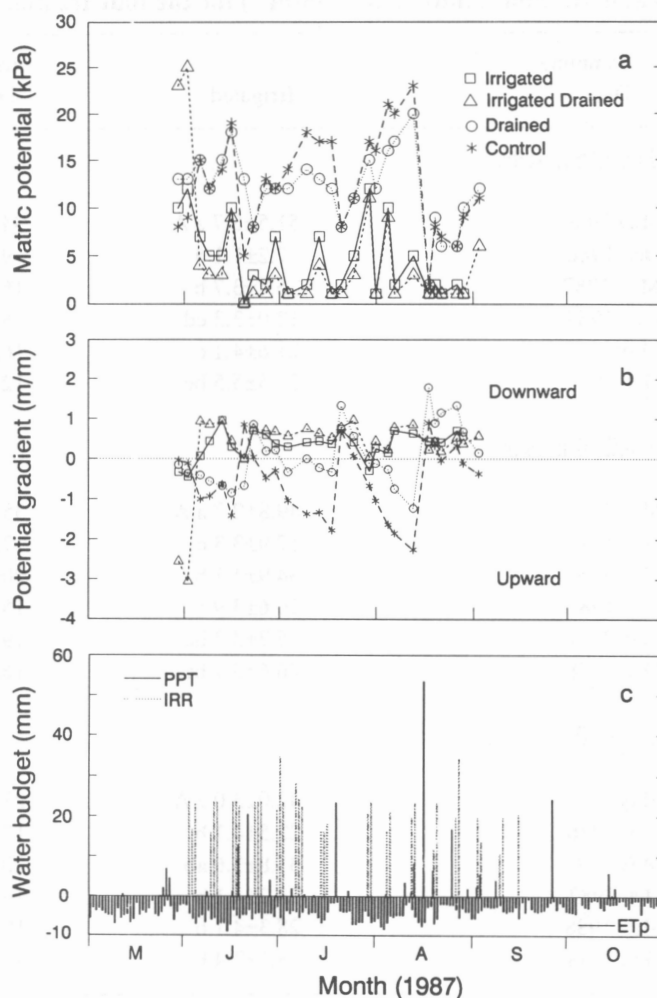 a
Matric potential (kPa)
30
25
20
15
10
5
0
Irrigated
Irrigated Drained
Drained
Control
b
Potential gradient (m/m)
3
2
1
0
-1
-2
-3
-4
Downward
Upward
c
Water budget (mm)
60
40
20
0
-10
PPT
IRR
ETp
M J J A S O
Month (1987)